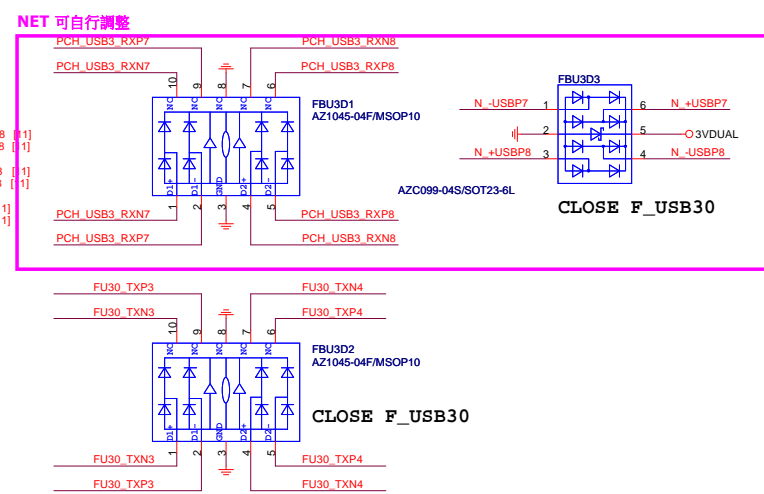 NET 可自行調整
PCH_USB3_RXP7
PCH_USB3_RXN8
PCH_USB3_RXN7
PCH_USB3_RXP8
10
9
8
7
6
NC
NC
GND
NC
NC
FBU3D1
AZ1045-04F/MSOP10
D1+
D1-
GND
D2+
D2-
1
2
3
4
5
PCH_USB3_RXN7
PCH_USB3_RXP8
PCH_USB3_RXP7
PCH_USB3_RXN8
FBU3D3
N_-USBP7
1
6
N_+USBP7
2
5
3VDUAL
N_+USBP8
3
4
N_-USBP8
AZC099-04S/SOT23-6L
CLOSE F_USB30
FU30_TXP3
FU30_TXN4
FU30_TXN3
FU30_TXP4
10
9
8
7
6
NC
NC
NC
NC
FBU3D2
AZ1045-04F/MSOP10
CLOSE F_USB30
D1+
D1-
GND
D2+
D2-
1
2
3
4
5
FU30_TXN3
FU30_TXP4
FU30_TXP3
FU30_TXN4